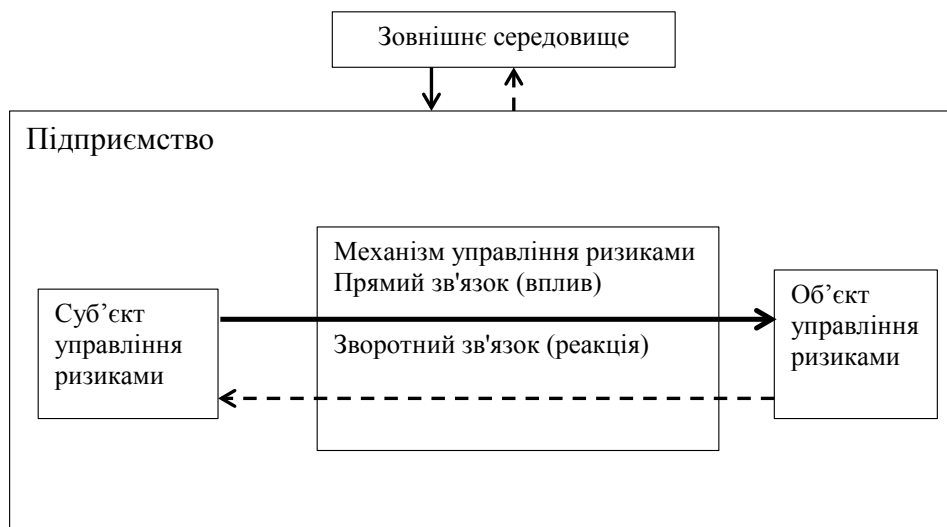 Зовнішнє середовище
Підприємство
Механізм управління ризиками
Прямий зв'язок (вплив)
Зворотний зв'язок (реакція)
Суб’єкт
управління
ризиками
Об’єкт
управління
ризиками